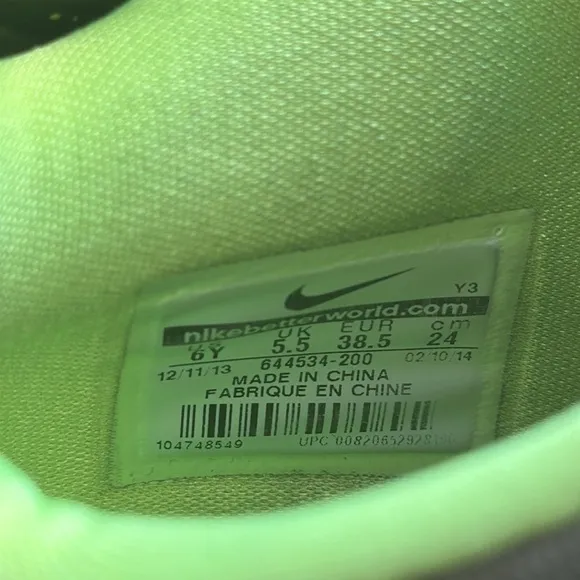 Y3
nikebetterworld.com
UK EUR cm
6Y 5.5 38.5 24
12/11/13 644534-200 02/10/14
MADE IN CHINA
FABRIQUE EN CHINE
104748549 UPC